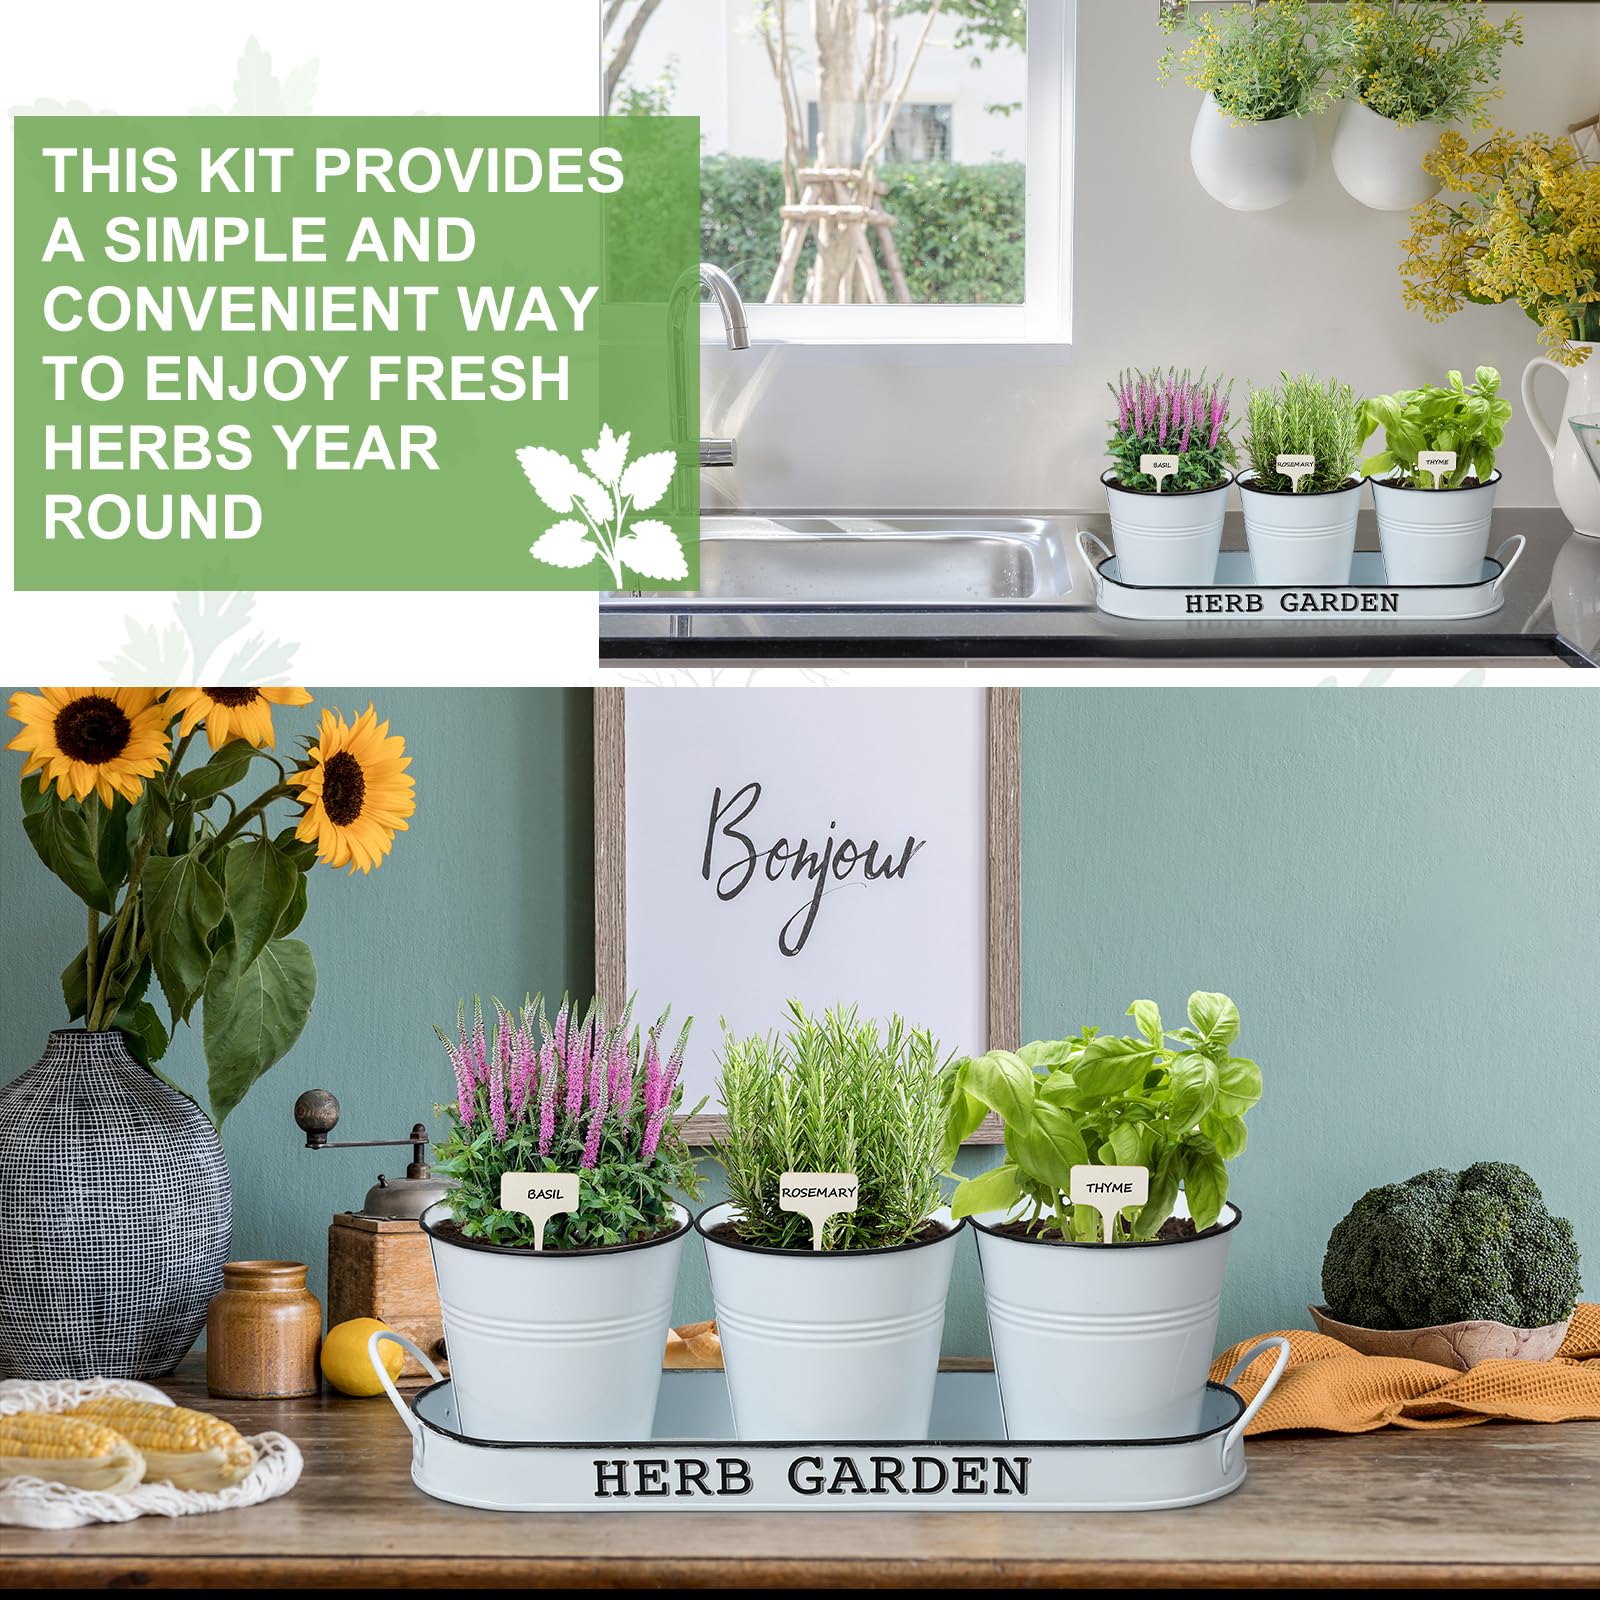 THIS KIT PROVIDES
A SIMPLE AND
CONVENIENT WAY
TO ENJOY FRESH
HERBS YEAR
ROUND
BASIL
ROSEMARY
THYME
HERB GARDEN
Bonjour
BASIL
ROSEMARY
THYME
HERB GARDEN